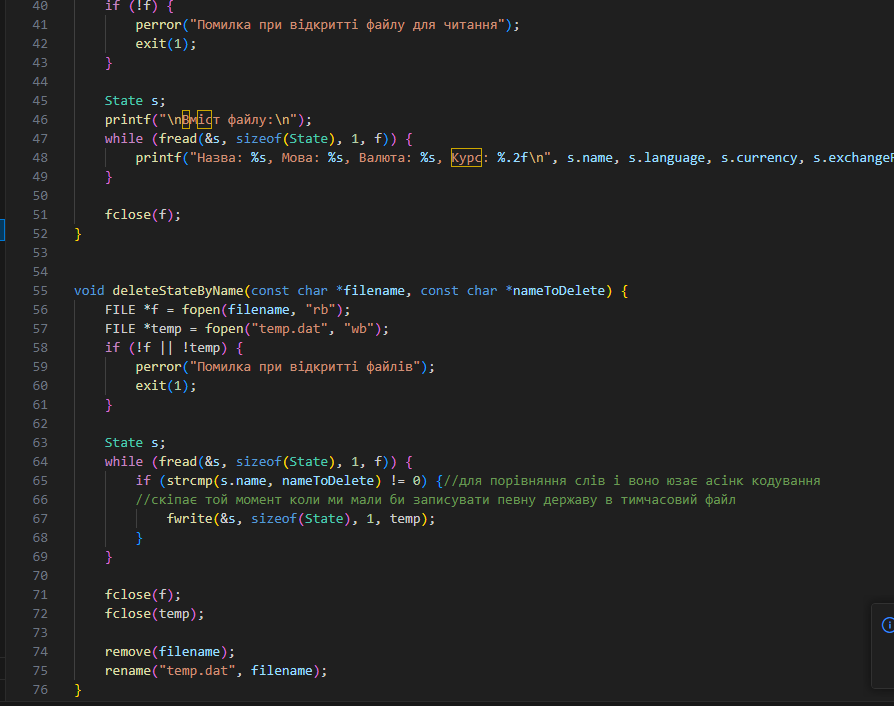 40 if (!f) {
41 perror("Помилка при відкритті файлу для читання");
42 exit(1);
43 }
44
45 State s;
46 printf("\nВміст файлу:\n");
47 while (fread(&s, sizeof(State), 1, f)) {
48 printf("Назва: %s, Мова: %s, Валюта: %s, Курс: %.2f\n", s.name, s.language, s.currency, s.exchange
49 }
50
51 fclose(f);
52 }
53
54
55 void deleteStateByName(const char *filename, const char *nameToDelete) {
56 FILE *f = fopen(filename, "rb");
57 FILE *temp = fopen("temp.dat", "wb");
58 if (!f || !temp) {
59 perror("Помилка при відкритті файлів");
60 exit(1);
61 }
62
63 State s;
64 while (fread(&s, sizeof(State), 1, f)) {
65 if (strcmp(s.name, nameToDelete) != 0) {//для порівняння слів і воно юзає асінк кодування
66 //скіпає той момент коли ми мали би записувати певну державу в тимчасовий файл
67 fwrite(&s, sizeof(State), 1, temp);
68 }
69 }
70
71 fclose(f);
72 fclose(temp);
73
74 remove(filename);
75 rename("temp.dat", filename);
76 }